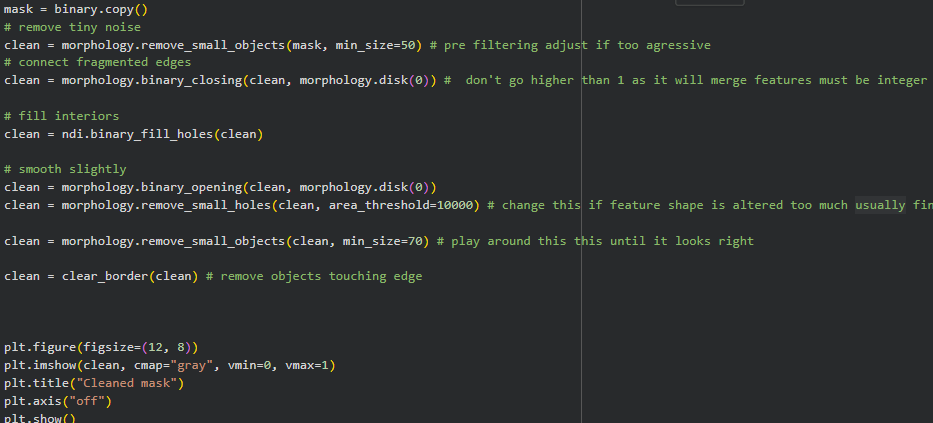 mask = binary.copy()
# remove tiny noise
clean = morphology.remove_small_objects(mask, min_size=50) # pre filtering adjust if too agressive
# connect fragmented edges
clean = morphology.binary_closing(clean, morphology.disk(0)) #  don't go higher than 1 as it will merge features must be integer
# fill interiors
clean = ndi.binary_fill_holes(clean)
# smooth slightly
clean = morphology.binary_opening(clean, morphology.disk(0))
clean = morphology.remove_small_holes(clean, area_threshold=10000) # change this if feature shape is altered too much usually fin
clean = morphology.remove_small_objects(clean, min_size=70) # play around this this until it looks right
clean = clear_border(clean) # remove objects touching edge
plt.figure(figsize=(12, 8))
plt.imshow(clean, cmap="gray", vmin=0, vmax=1)
plt.title("Cleaned mask")
plt.axis("off")
plt.show()